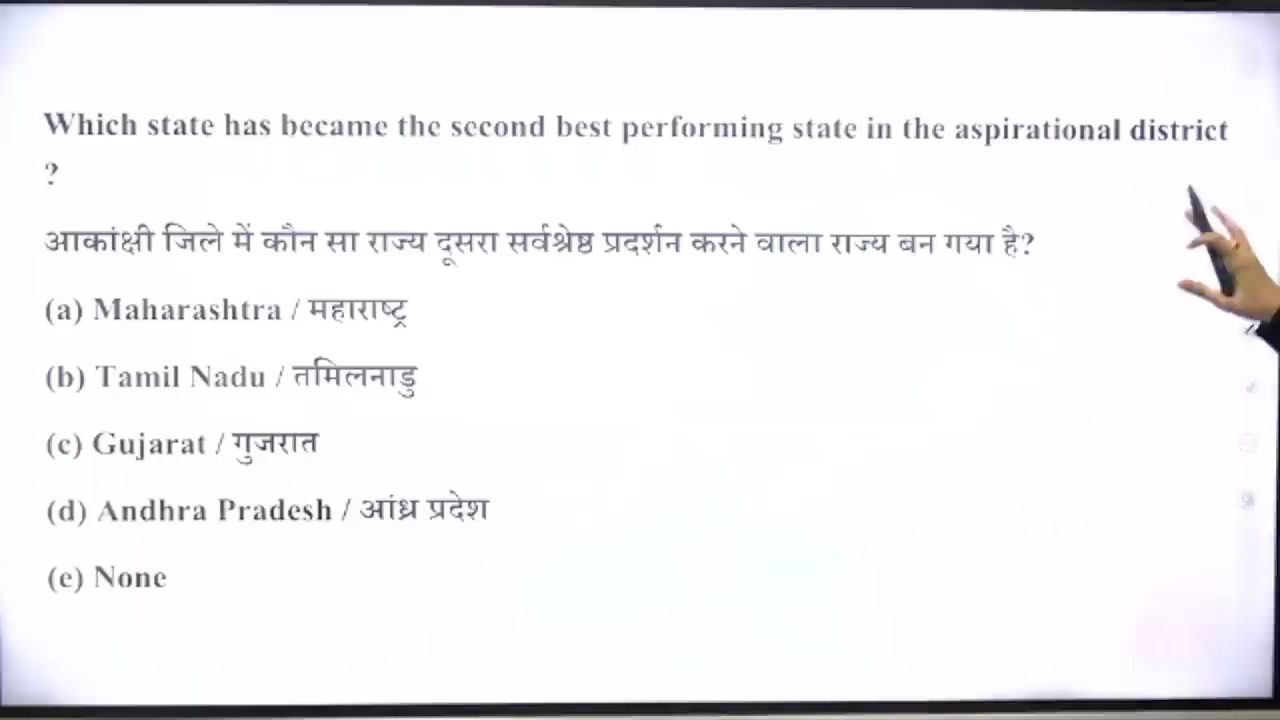 Which state has became the second best performing state in the aspirational district
?
आकांक्षी जिले में कौन सा राज्य दूसरा सर्वश्रेष्ठ प्रदर्शन करने वाला राज्य बन गया है?
(a) Maharashtra / महाराष्ट्र
(b) Tamil Nadu / तमिलनाडु
(c) Gujarat / गुजरात
(d) Andhra Pradesh / आंध्र प्रदेश
(e) None